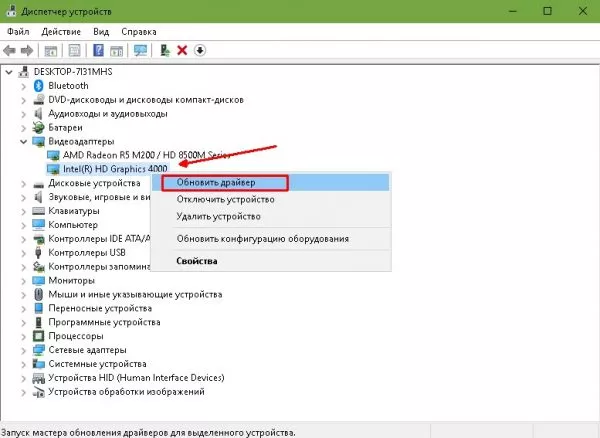 Диспетчер устройств
Файл Действие Вид Справка
DESKTOP-7I31MHS
Bluetooth
DVD-дисководы и дисководы компакт-дисков
Аудиовходы и аудиовыходы
Батареи
Видеоадаптеры
AMD Radeon R5 M200 / HD 8500M Series
Intel(R) HD Graphics 4000
Дисковые устройства
Обновить драйвер
Звуковые, игровые и ви
Отключить устройство
Клавиатуры
Удалить устройство
Компьютер
Контроллеры IDE ATA/A
Обновить конфигурацию оборудования
Контроллеры USB
Свойства
Контроллеры запомина
Мониторы
Мыши и иные указывающие устройства
Переносные устройства
Программные устройства
Процессоры
Сетевые адаптеры
Системные устройства
Устройства HID (Human Interface Devices)
Устройства обработки изображений
Запуск мастера обновления драйверов для выделенного устройства.